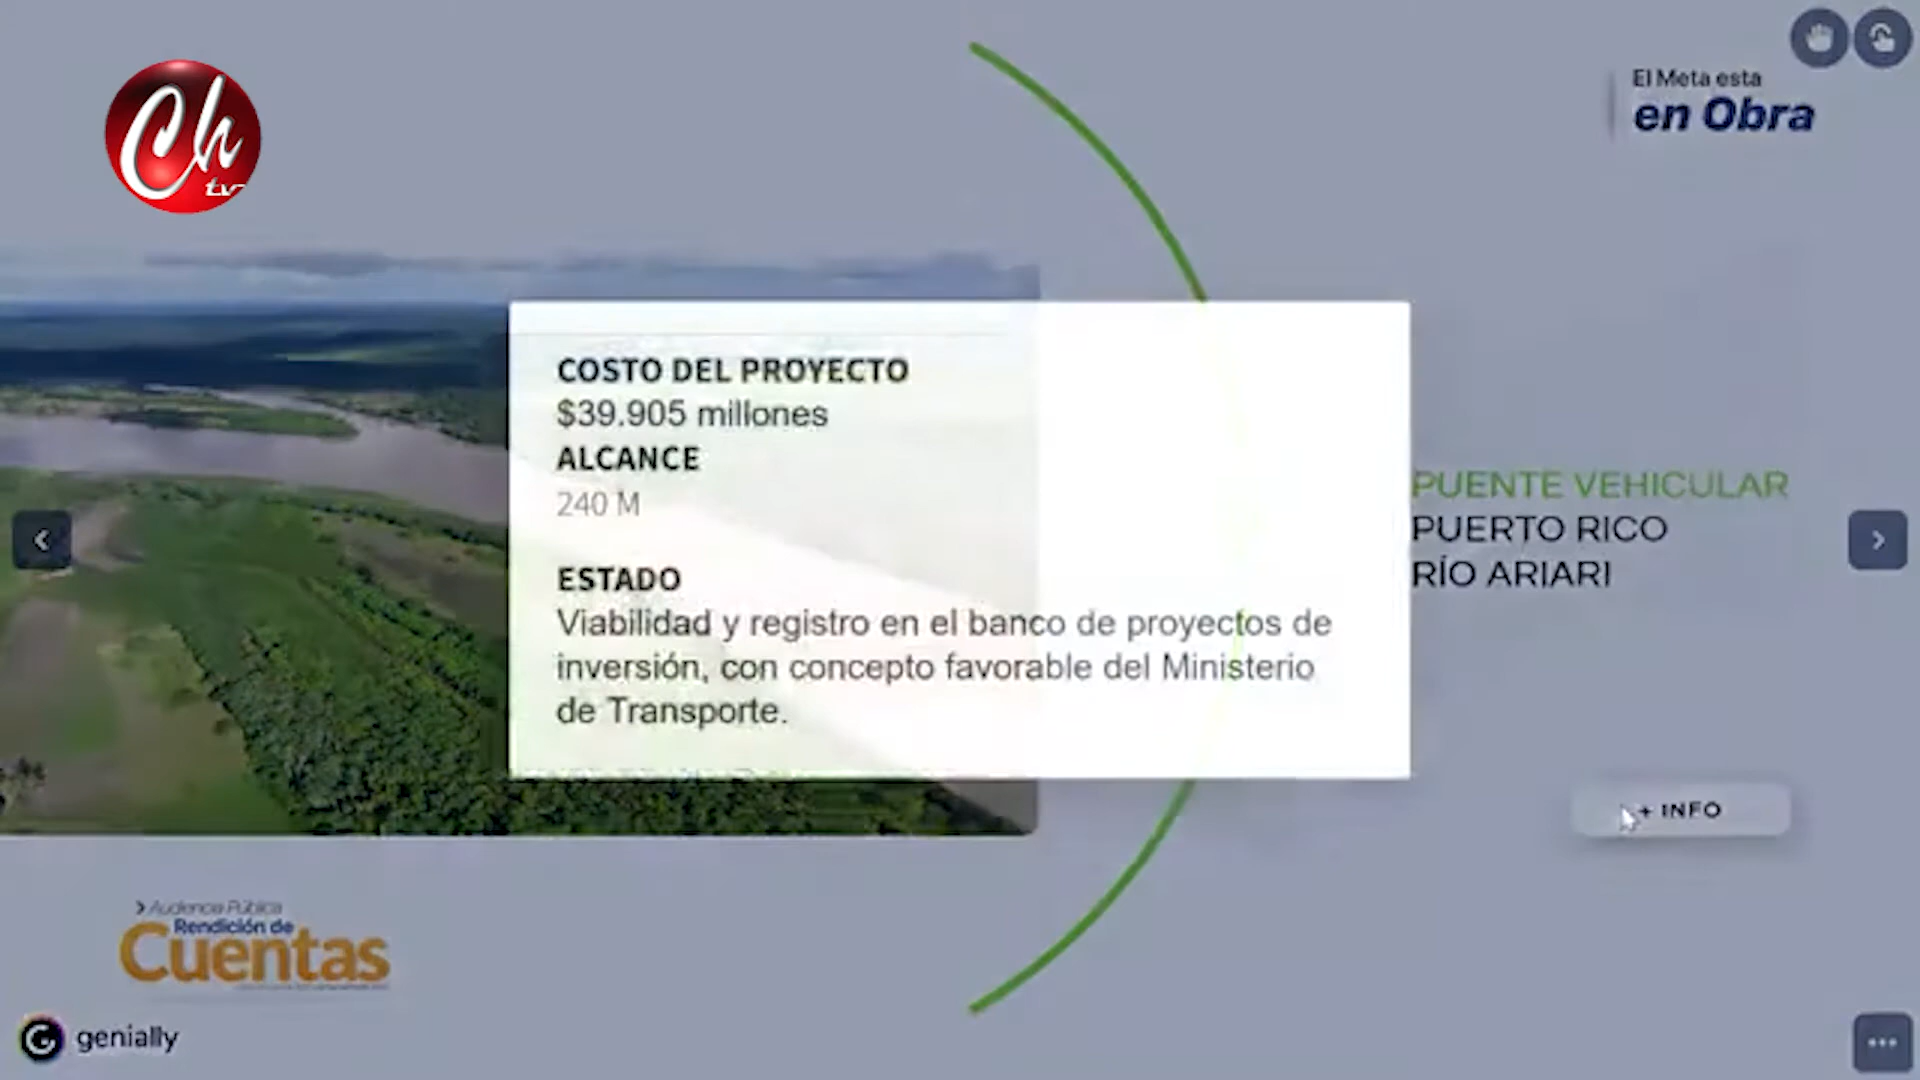 Ch
tv
El Meta esta
en Obra
COSTO DEL PROYECTO
$39.905 millones
ALCANCE
240 M
ESTADO
Viabilidad y registro en el banco de proyectos de
inversión, con concepto favorable del Ministerio
de Transporte.
PUENTE VEHICULAR
PUERTO RICO
RÍO ARIARI
+ INFO
Audiencia Pública
Rendición de
Cuentas
genially